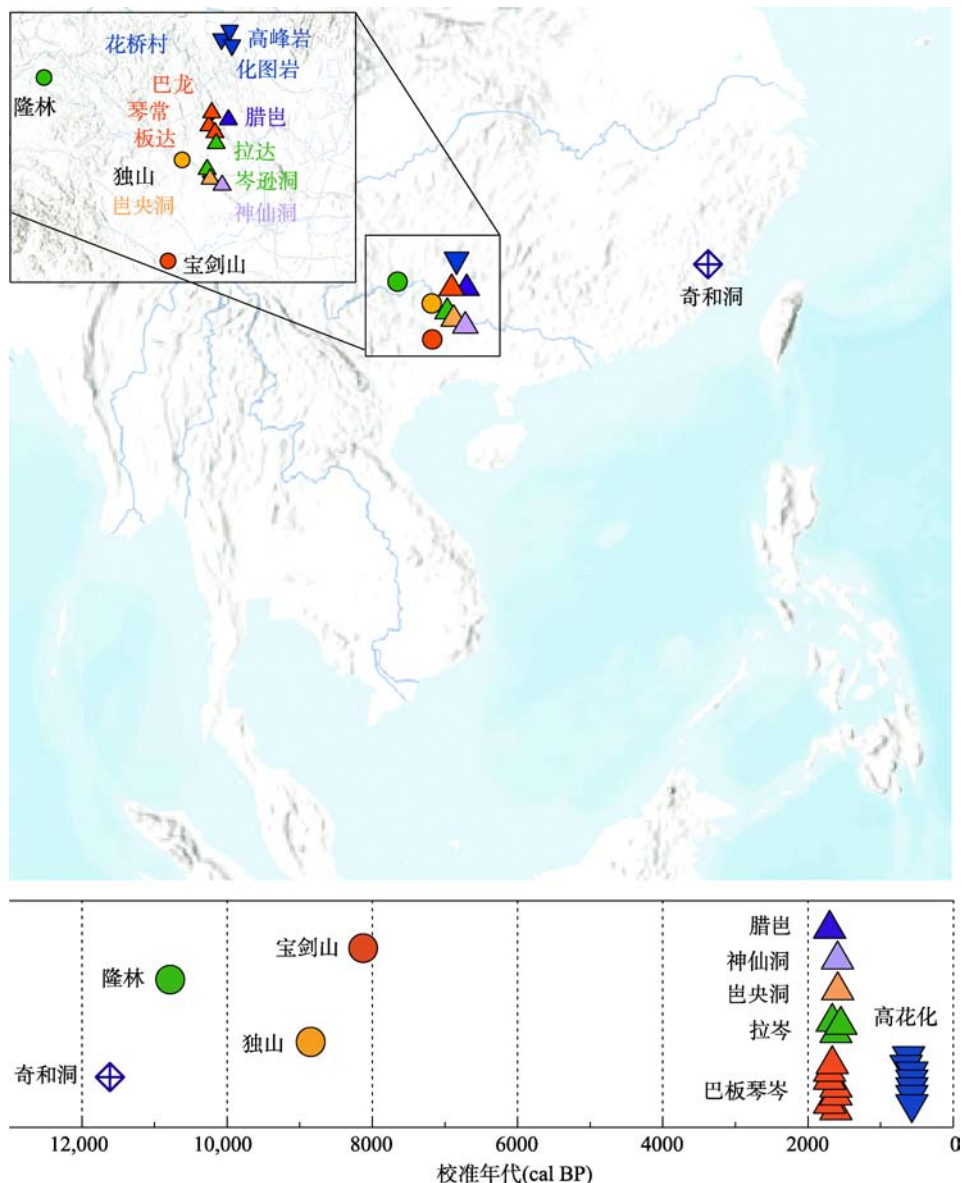 花桥村
高峰岩
化图岩
隆林
巴龙
琴常
腊岜
板达
拉达
独山
岑逊洞
岜央洞
神仙洞
宝剑山
奇和洞
腊岜
宝剑山
神仙洞
隆林
岜央洞
高花化
拉岑
独山
奇和洞
巴板琴岑
12,000 10,000 8000 6000 4000 2000 0
校准年代(cal BP)